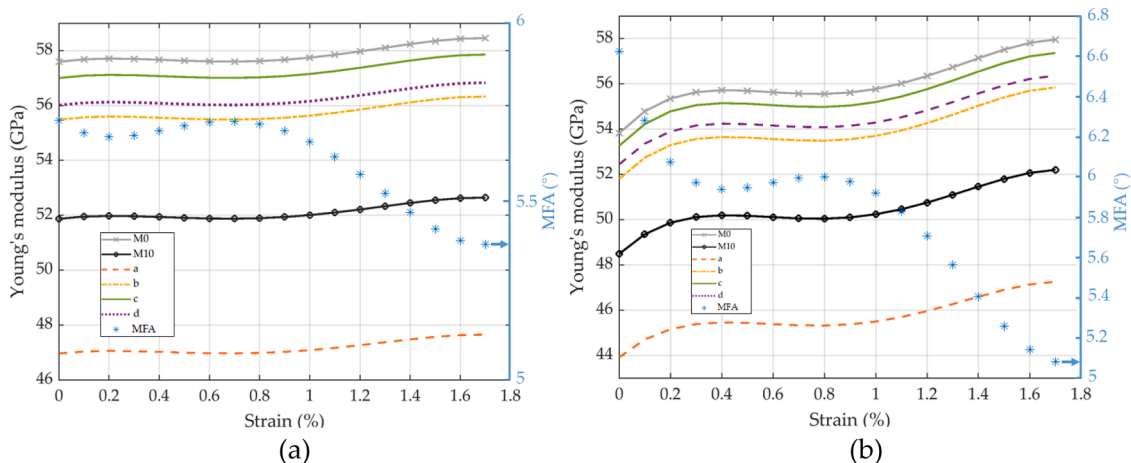 6
58
56
54
52
50
48
46
Young's modulus (GPa)
5.5
5
MFA (°)
M0
M10
a
b
c
d
MFA
0 0.2 0.4 0.6 0.8 1 1.2 1.4 1.6 1.8
Strain (%)
(a)
6.8
6.6
6.4
6.2
6
5.8
5.6
5.4
5.2
5
58
56
54
52
50
48
46
44
Young's modulus (GPa)
MFA (°)
M0
M10
a
b
c
d
MFA
0 0.2 0.4 0.6 0.8 1 1.2 1.4 1.6 1.8
Strain (%)
(b)